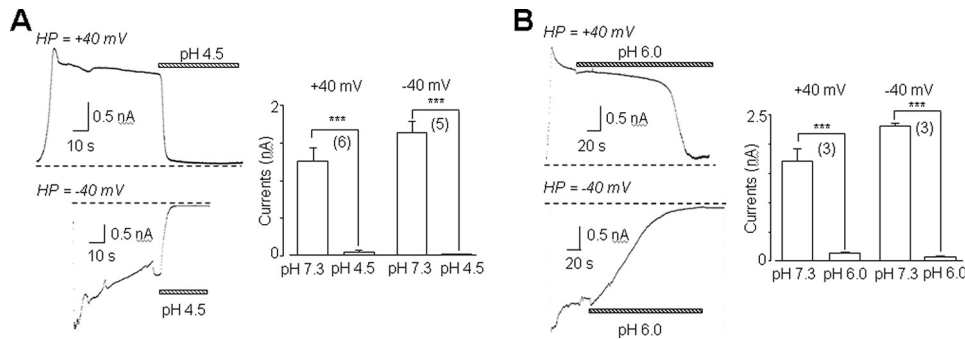 A
HP = +40 mV
pH 4.5
0.5 nA
10 s
HP = -40 mV
0.5 nA
10 s
pH 4.5
+40 mV
-40 mV
***
***
(6)
(5)
2
1
0
Currents (nA)
pH 7.3
pH 4.5
pH 7.3
pH 4.5
B
HP = +40 mV
pH 6.0
0.5 nA
20 s
HP = -40 mV
0.5 nA
20 s
pH 6.0
+40 mV
-40 mV
***
***
(3)
(3)
2.5
0
Currents (nA)
pH 7.3
pH 6.0
pH 7.3
pH 6.0